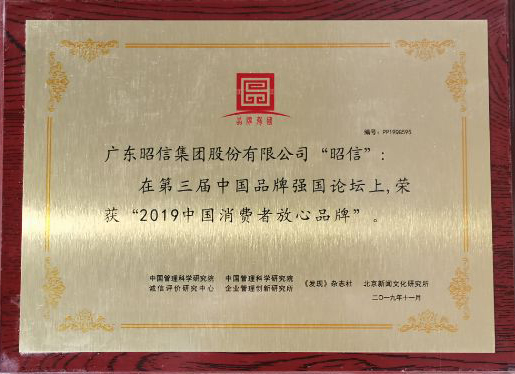 品牌强国
编号：PP1908595
广东昭信集团股份有限公司“昭信”：
在第三届中国品牌强国论坛上，荣
获“2019中国消费者放心品牌”。
中国管理科学研究院 中国管理科学研究院 《发现》杂志社 北京新闻文化研究所
诚信评价研究中心 企业管理创新研究所
二〇一九年十一月